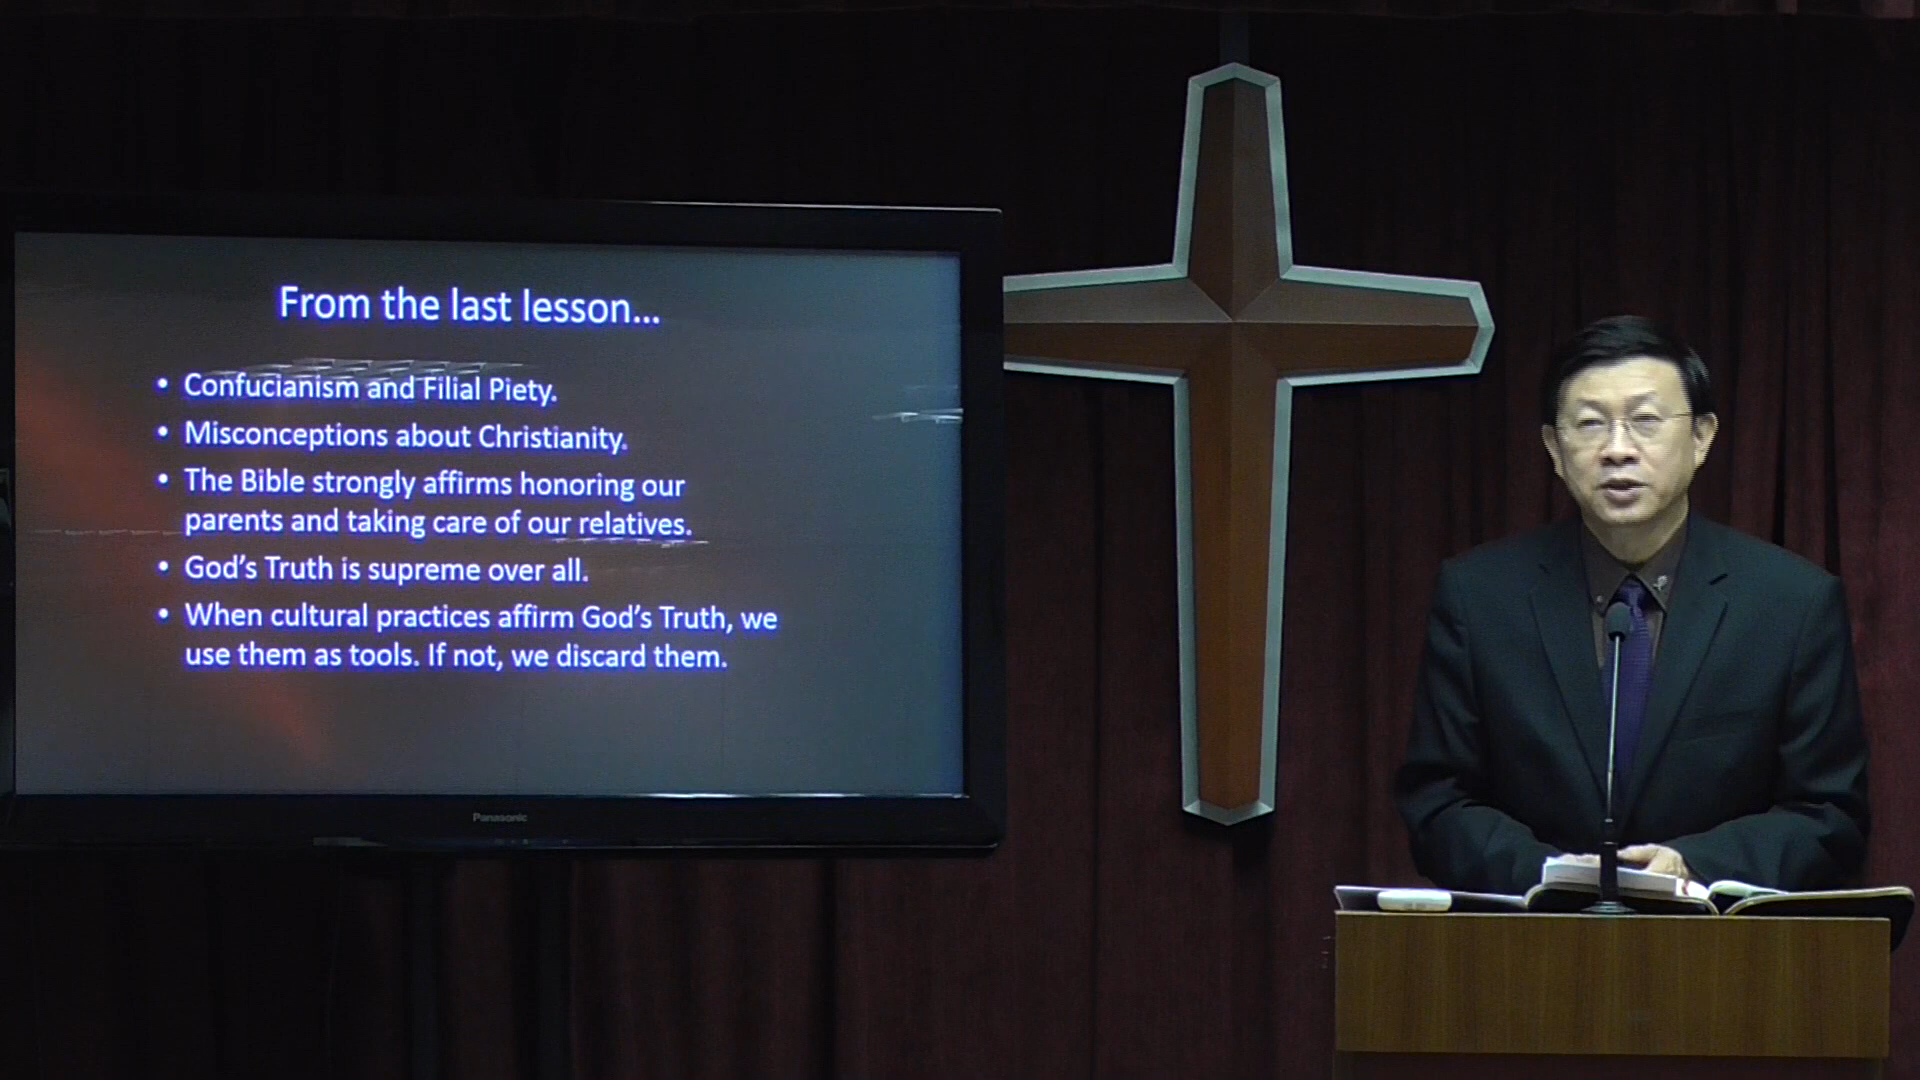 From the last lesson...
• Confucianism and Filial Piety.
• Misconceptions about Christianity.
• The Bible strongly affirms honoring our
parents and taking care of our relatives.
• God's Truth is supreme over all.
• When cultural practices affirm God's Truth, we
use them as tools. If not, we discard them.
Panasonic